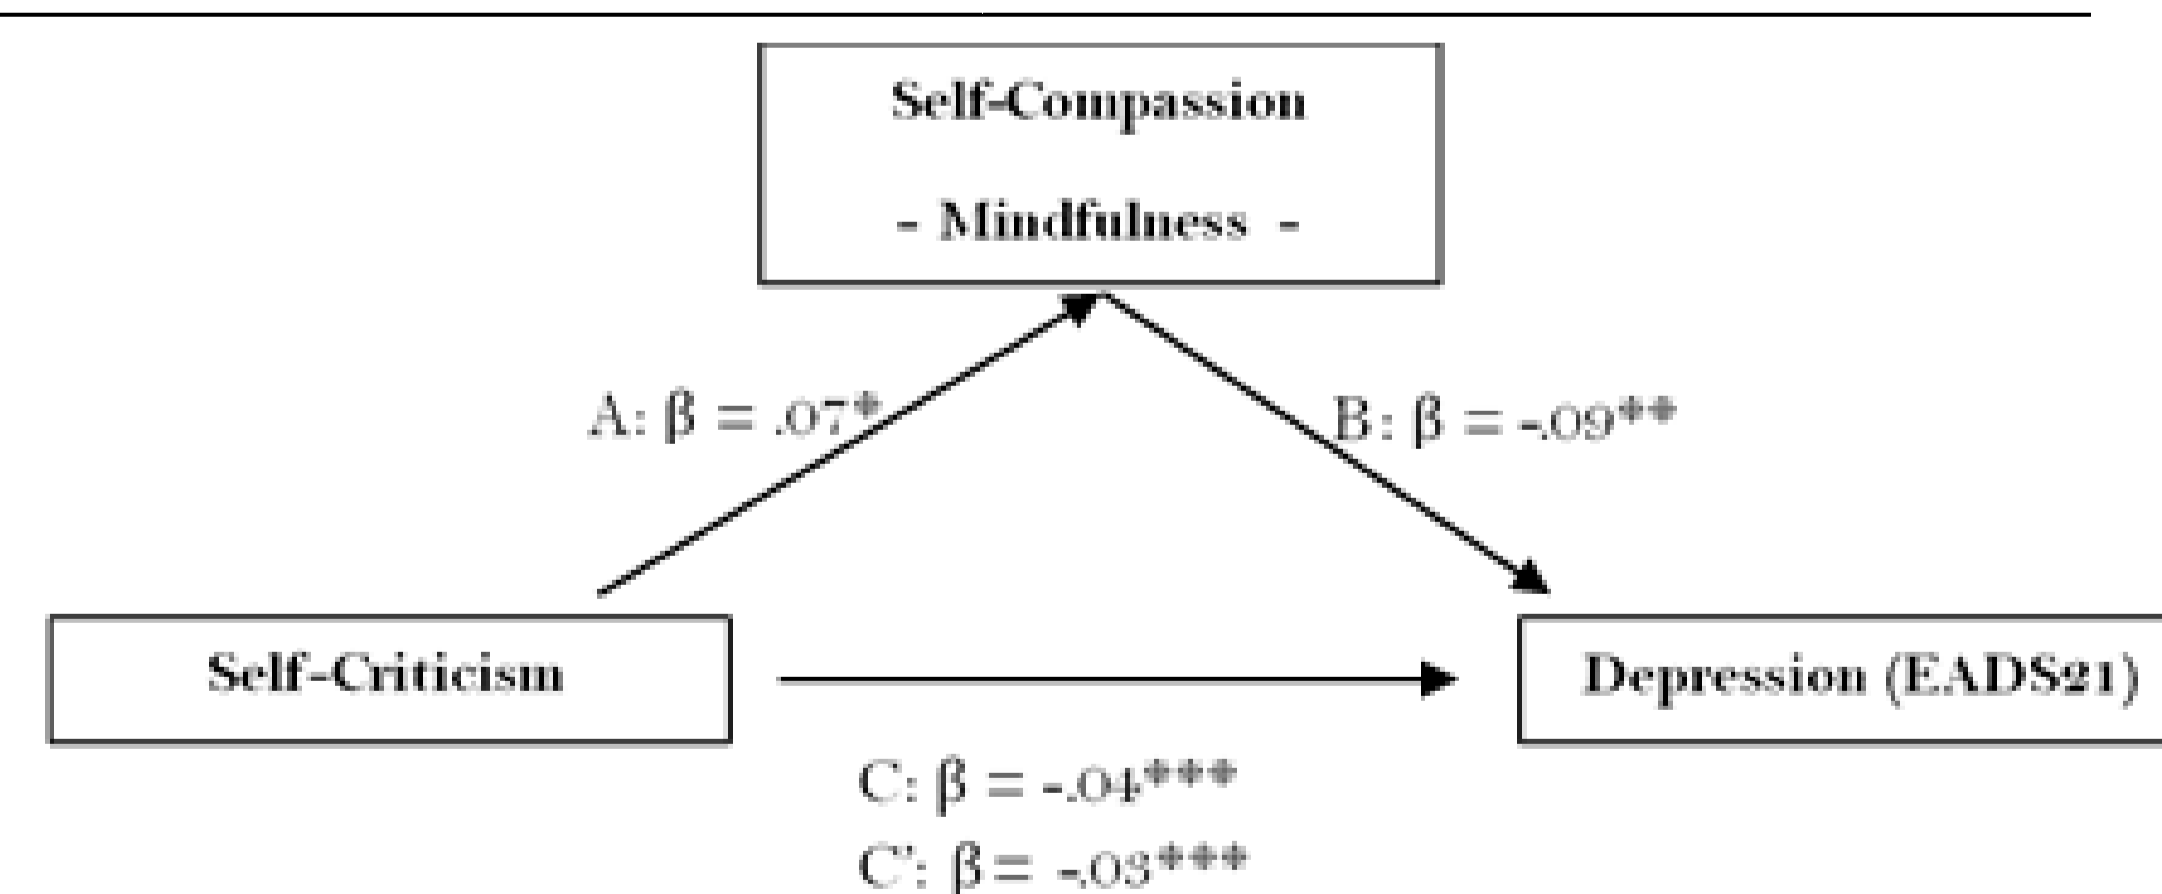 Self-Compassion
- Mindfulness -
A: β = .07*
B: β = -.09**
Self-Criticism
Depression (EADS21)
C: β = -.04***
C': β = -.03***